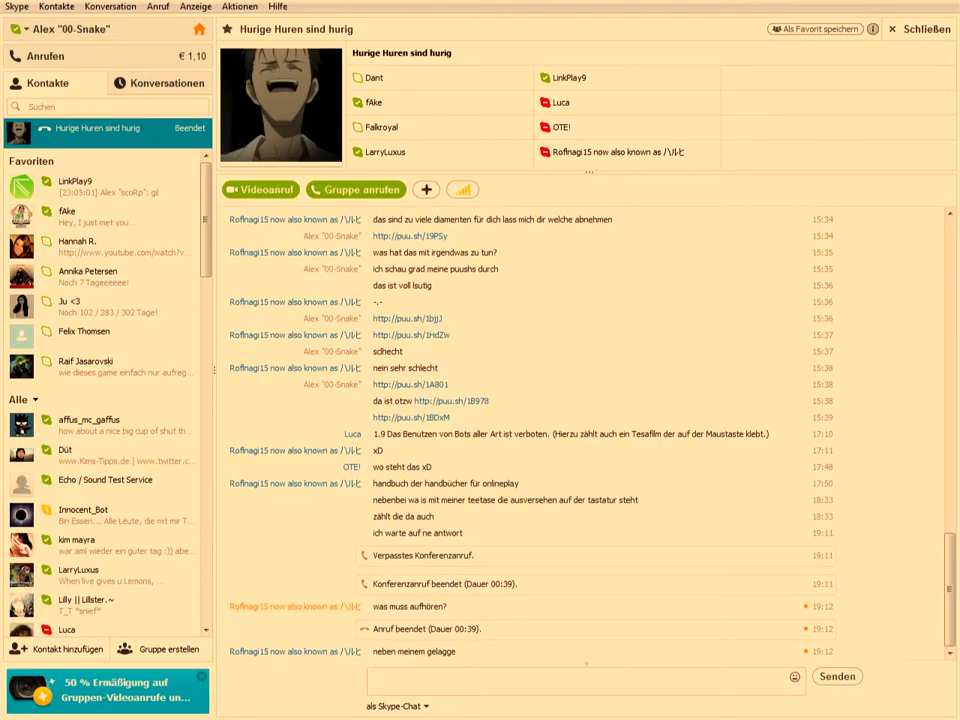 Skype Kontakte Konversation Anruf Anzeige Aktionen Hilfe
Alex "00-Snake"
Anrufen € 1,10
Kontakte Konversationen
Suchen
Hurige Huren sind hurig Beendet
Favoriten
LinkPlay9
[23:05:01] Alex "scoRp": gil
fAke
Hey, I just met you...
Hannah R.
http://www.youtube.com/watch?v...
Annika Petersen
Noch 7 Tageeeeee!
Ju <3
Noch 102 / 283 / 302 Tage!
Felix Thomsen
Raif Jasarovski
wie dieses game einfach nur aufreg...
Alle
affus_mc_gaffus
how about a nice big cup of shut th...
Düt
www.Kims-Tipps.de | www.twitter.c...
Echo / Sound Test Service
Innocent_Bot
Bin Essen... Alle Leute, die mit mir T...
kim mayra
war aml wieder ein guter tag :)) abe...
LarryLuxus
When live gives u Lemons, ...
Lilly || Lillster.~
T_T *snief*
Luca
Kontakt hinzufügen Gruppe erstellen
50 % Ermäßigung auf
Gruppen-Videoanrufe un...
Hurige Huren sind hurig Als Favorit speichern Schließen
Hurige Huren sind hurig
Dant LinkPlay9
fAke Luca
Falkroyal OTE!
LarryLuxus Roflnagi15 now also known as ハルヒ
Videoanruf Gruppe anrufen
Roflnagi15 now also known as ハルヒ das sind zu viele diamenten für dich lass mich dir welche abnehmen 15:34
Alex "00-Snake" http://puu.sh/19PSy 15:34
Roflnagi15 now also known as ハルヒ was hat das mit irgendwas zu tun? 15:35
Alex "00-Snake" ich schau grad meine puushs durch 15:35
das ist voll lsutig 15:35
Roflnagi15 now also known as ハルヒ -.- 15:36
Alex "00-Snake" http://puu.sh/1bjjJ 15:36
Roflnagi15 now also known as ハルヒ http://puu.sh/1HdZw 15:37
Alex "00-Snake" sclhecht 15:37
Roflnagi15 now also known as ハルヒ nein sehr schlecht 15:38
Alex "00-Snake" http://puu.sh/1A801 15:38
da ist otzw http://puu.sh/1B978 15:38
http://puu.sh/1BDxM 15:39
Luca 1.9 Das Benutzen von Bots aller Art ist verboten. (Hierzu zählt auch ein Tesafilm der auf der Maustaste klebt.) 17:10
Roflnagi15 now also known as ハルヒ xD 17:11
OTE! wo steht das xD 17:48
Roflnagi15 now also known as ハルヒ handbuch der handbücher für onlineplay 17:50
nebenbei wa is mit meiner teetase die ausversehen auf der tastatur steht 18:33
zählt die da auch 18:33
ich warte auf ne antwort 19:11
Verpasstes Konferenzanruf. 19:11
Konferenzanruf beendet (Dauer 00:39). 19:11
Roflnagi15 now also known as ハルヒ was muss aufhören? 19:12
Anruf beendet (Dauer 00:39). 19:12
Roflnagi15 now also known as ハルヒ neben meinem gelagge 19:12
Senden
als Skype-Chat